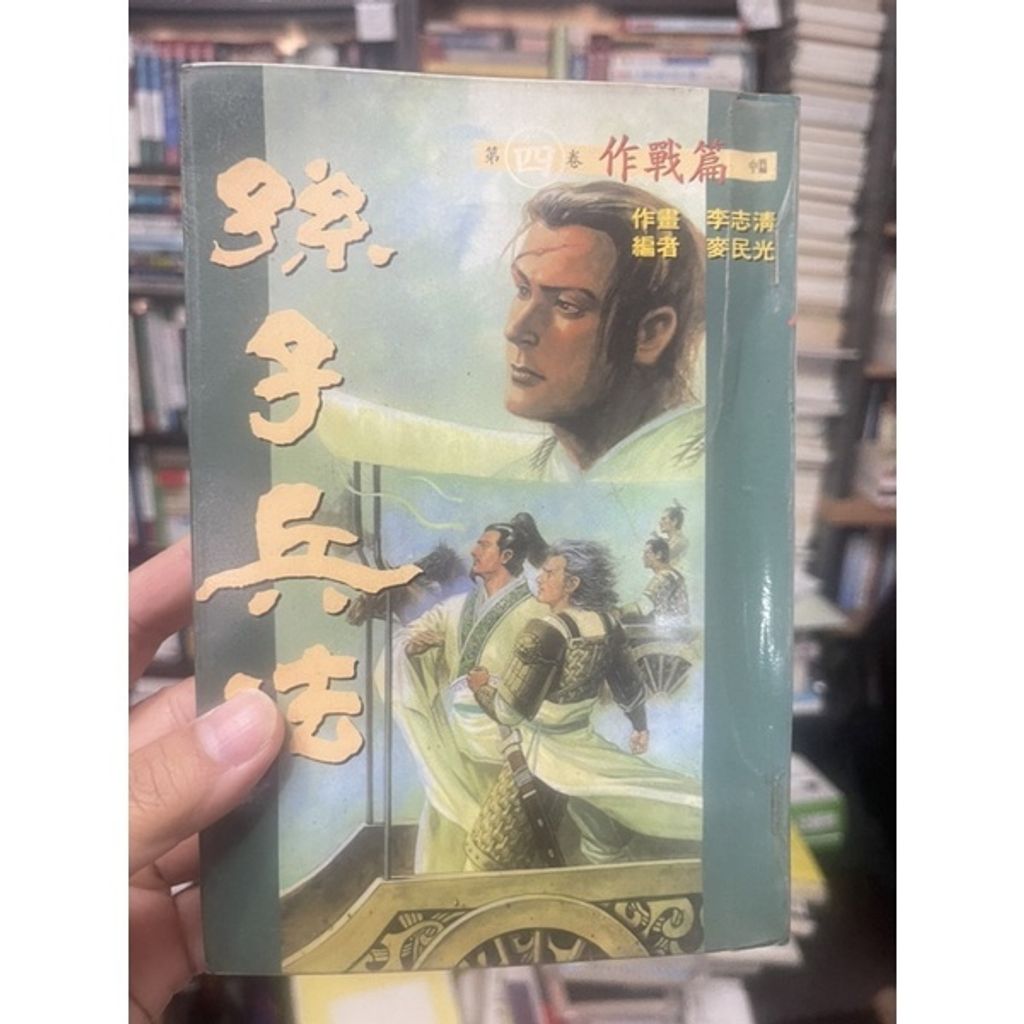 孫子兵法
第四卷 作戰篇 中篇
作畫 李志清
編者 麥民光